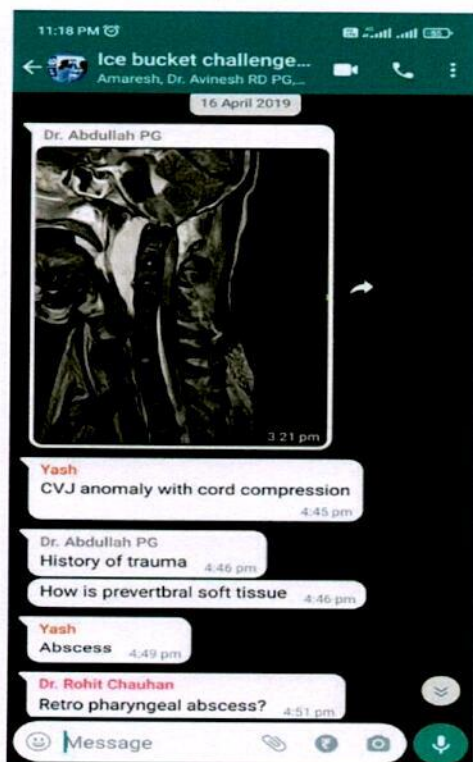 11:18 PM
Ice bucket challenge...
Amaresh, Dr. Avinesh RD PG,...
16 April 2019
Dr. Abdullah PG
3:21 pm
Yash
CVJ anomaly with cord compression
4:45 pm
Dr. Abdullah PG
History of trauma 4:46 pm
How is prevertbral soft tissue 4:46 pm
Yash
Abscess 4:49 pm
Dr. Rohit Chauhan
Retro pharyngeal abscess? 4:51 pm
Message